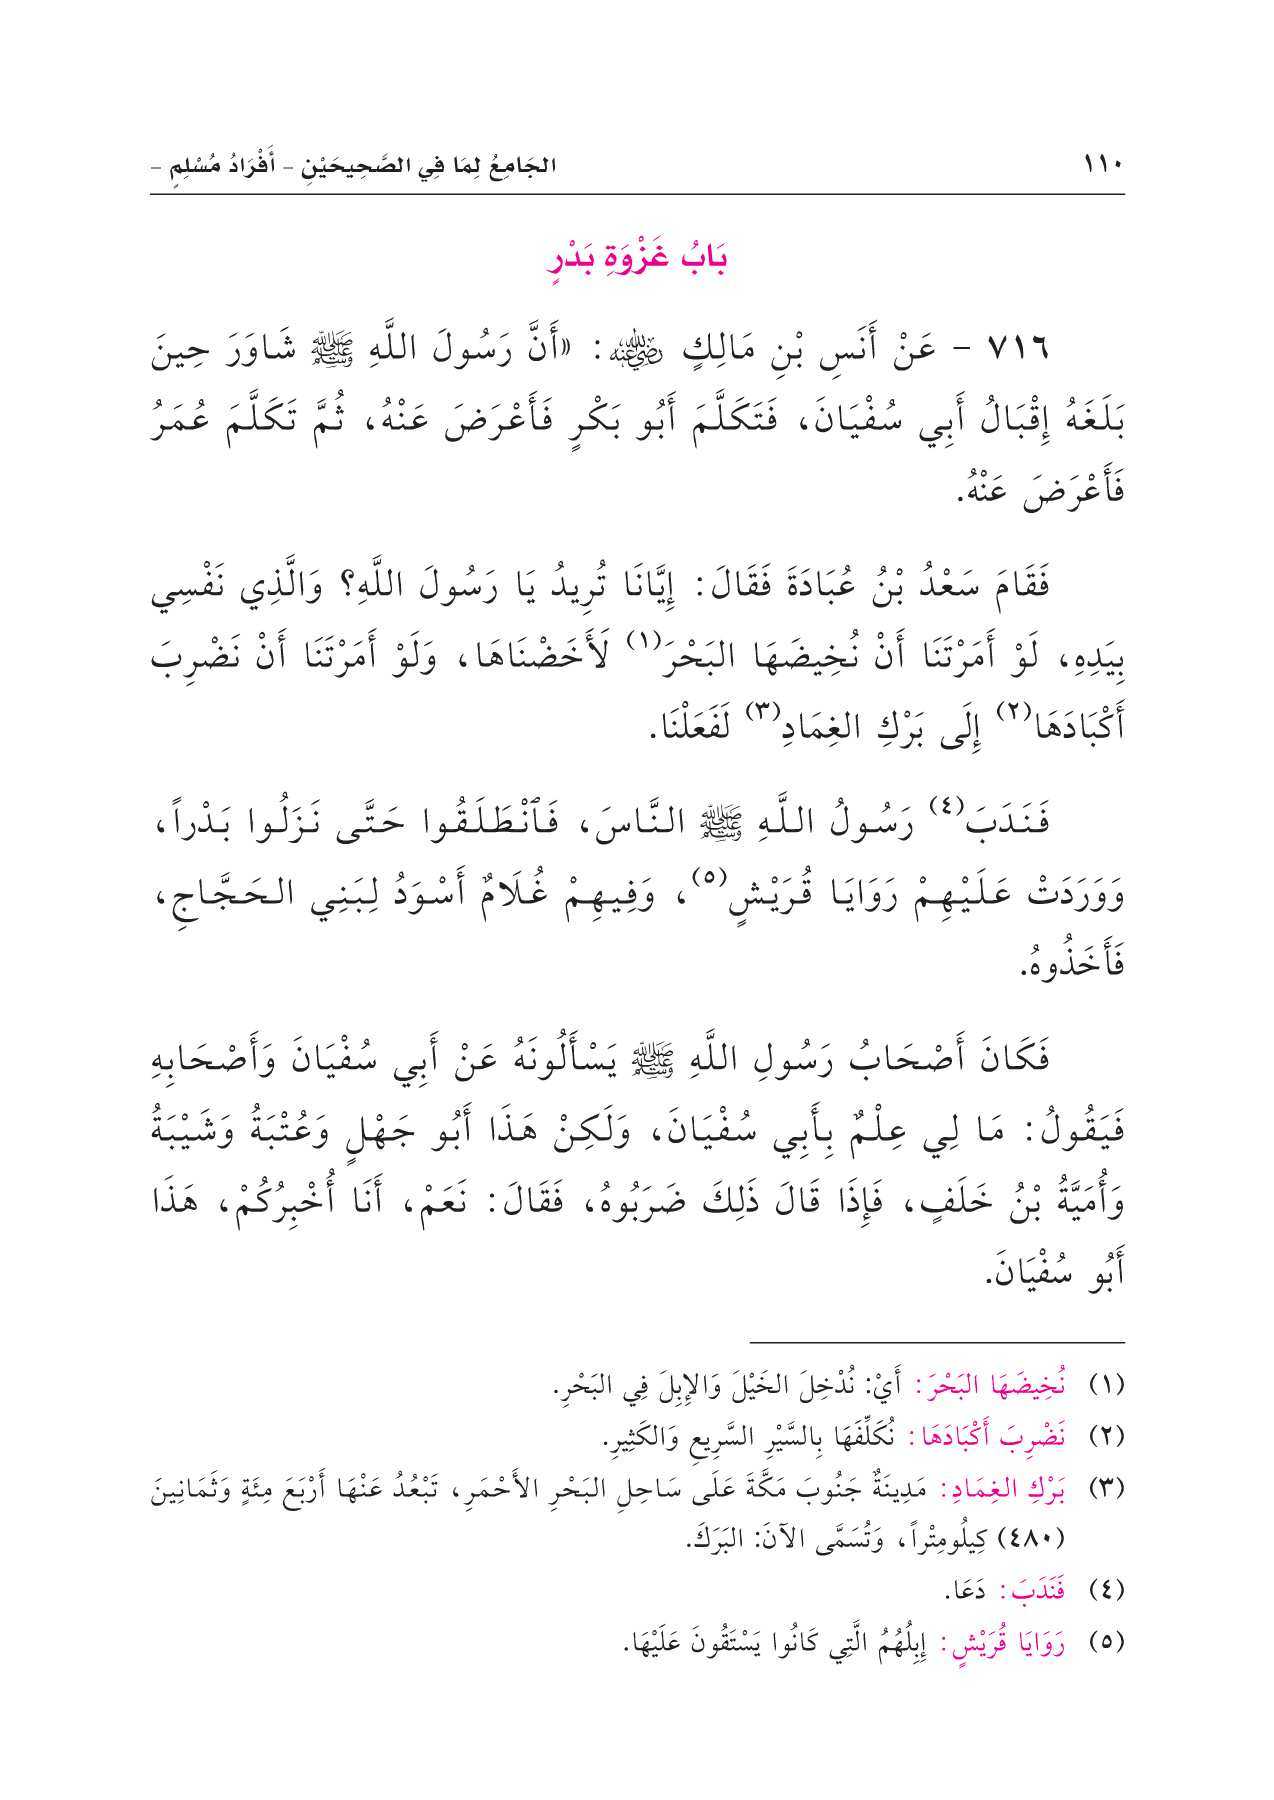 ١١٠
الجَامِعُ لِمَا فِي الصَّحِيحَيْنِ – أَفْرَادُ مُسْلِمٍ –
بَابُ غَزْوَةِ بَدْرٍ
٧١٦ – عَنْ أَنَسِ بْنِ مَالِكٍ رَضِيَ اللَّهُ عَنْهُ: «أَنَّ رَسُولَ اللَّهِ ﷺ شَاوَرَ حِينَ
بَلَغَهُ إِقْبَالُ أَبِي سُفْيَانَ، فَتَكَلَّمَ أَبُو بَكْرٍ فَأَعْرَضَ عَنْهُ، ثُمَّ تَكَلَّمَ عُمَرُ
فَأَعْرَضَ عَنْهُ.
فَقَامَ سَعْدُ بْنُ عُبَادَةَ فَقَالَ: إِيَّانَا تُرِيدُ يَا رَسُولَ اللَّهِ؟ وَالَّذِي نَفْسِي
بِيَدِهِ، لَوْ أَمَرْتَنَا أَنْ نُخِيضَهَا البَحْرَ(١) لَأَخَضْنَاهَا، وَلَوْ أَمَرْتَنَا أَنْ نَضْرِبَ
أَكْبَادَهَا(٢) إِلَى بَرْكِ الغِمَادِ(٣) لَفَعَلْنَا.
فَنَدَبَ(٤) رَسُولُ اللَّهِ ﷺ النَّاسَ، فَٱنْطَلَقُوا حَتَّى نَزَلُوا بَدْراً،
وَوَرَدَتْ عَلَيْهِمْ رَوَايَا قُرَيْشٍ(٥)، وَفِيهِمْ غُلَامٌ أَسْوَدُ لِبَنِي الحَجَّاجِ،
فَأَخَذُوهُ.
فَكَانَ أَصْحَابُ رَسُولِ اللَّهِ ﷺ يَسْأَلُونَهُ عَنْ أَبِي سُفْيَانَ وَأَصْحَابِهِ
فَيَقُولُ: مَا لِي عِلْمٌ بِأَبِي سُفْيَانَ، وَلَكِنْ هَذَا أَبُو جَهْلٍ وَعُتْبَةُ وَشَيْبَةُ
وَأُمَيَّةُ بْنُ خَلَفٍ، فَإِذَا قَالَ ذَلِكَ ضَرَبُوهُ، فَقَالَ: نَعَمْ، أَنَا أُخْبِرُكُمْ، هَذَا
أَبُو سُفْيَانَ.
(١) نُخِيضَهَا البَحْرَ: أَيْ: نُدْخِلَ الخَيْلَ وَالإِبِلَ فِي البَحْرِ.
(٢) نَضْرِبَ أَكْبَادَهَا: نُكَلِّفَهَا بِالسَّيْرِ السَّرِيعِ وَالكَثِيرِ.
(٣) بَرْكِ الغِمَادِ: مَدِينَةٌ جَنُوبَ مَكَّةَ عَلَى سَاحِلِ البَحْرِ الأَحْمَرِ، تَبْعُدُ عَنْهَا أَرْبَعَ مِئَةٍ وَثَمَانِينَ
(٤٨٠) كِيلُومِتْراً، وَتُسَمَّى الآنَ: البَرَكَ.
(٤) فَنَدَبَ: دَعَا.
(٥) رَوَايَا قُرَيْشٍ: إِبِلُهُمُ الَّتِي كَانُوا يَسْتَقُونَ عَلَيْهَا.